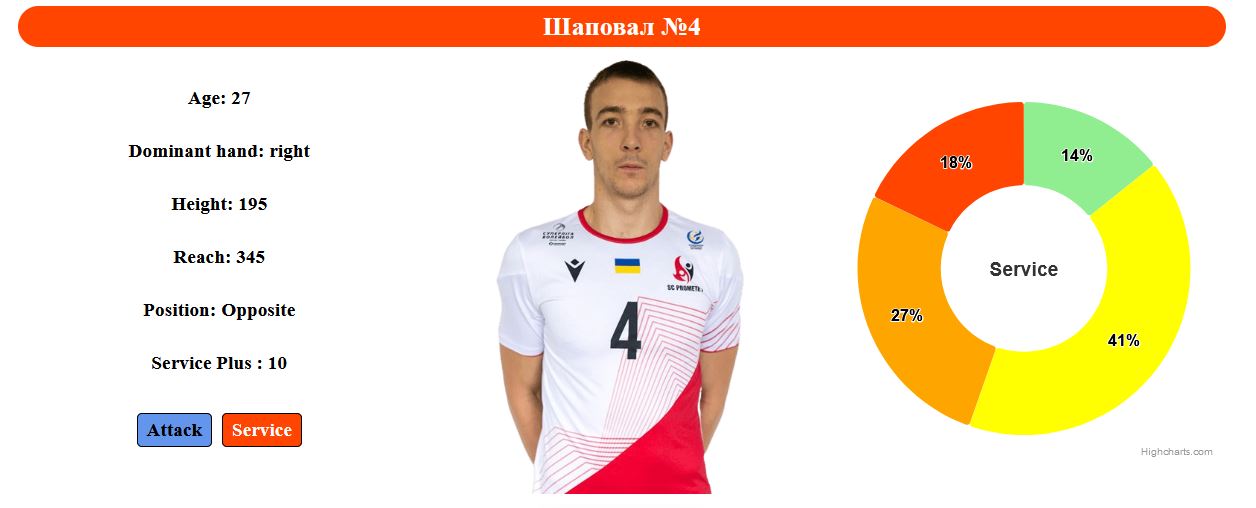 Шаповал №4
Age: 27
Dominant hand: right
Height: 195
Reach: 345
Position: Opposite
Service Plus : 10
Attack
Service
СУПЕРЛІГА
ВОЛЕЙБОЛ
SC PROMETE
4
18%
14%
27%
41%
Service
Highcharts.com